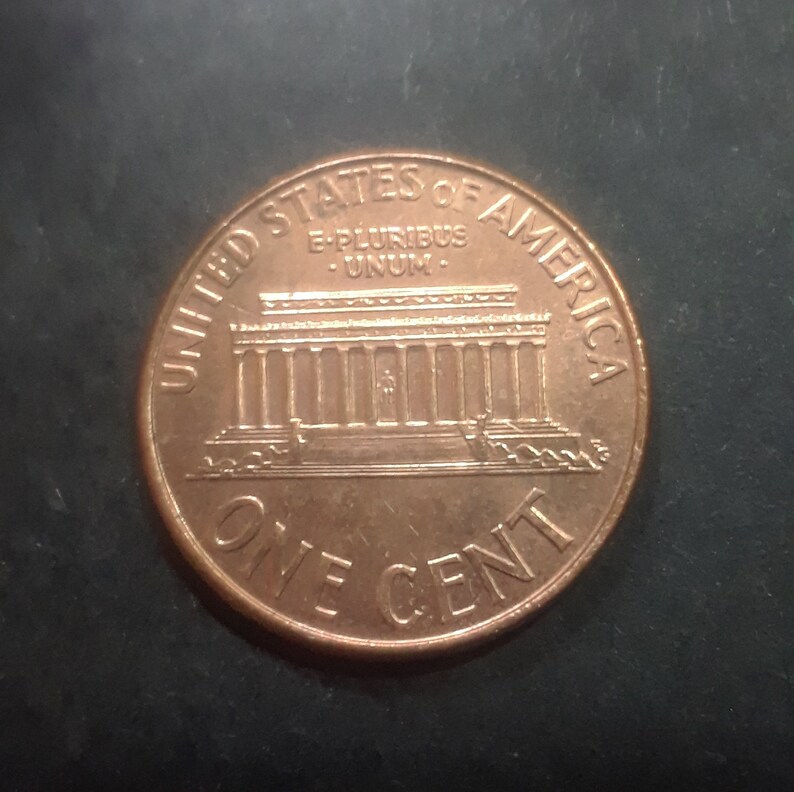 UNITED STATES OF AMERICA
E·PLURIBUS
·UNUM·
ONE CENT